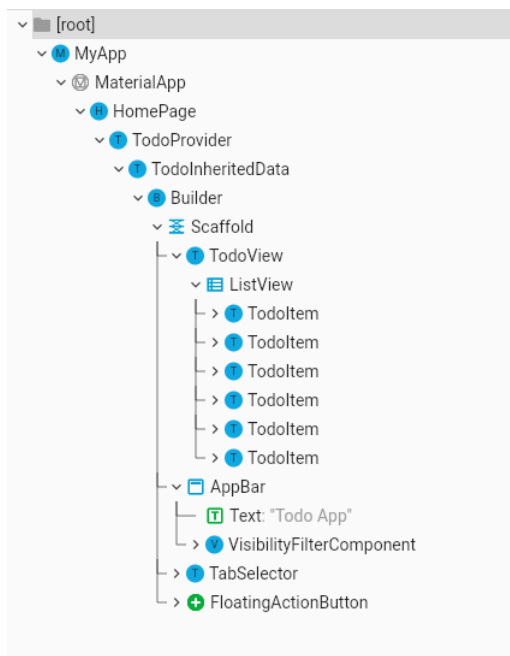 [root]
M MyApp
M MaterialApp
H HomePage
T TodoProvider
T TodoInheritedData
B Builder
Scaffold
T TodoView
ListView
T TodoItem
T TodoItem
T TodoItem
T TodoItem
T TodoItem
T TodoItem
AppBar
T Text: "Todo App"
V VisibilityFilterComponent
T TabSelector
FloatingActionButton